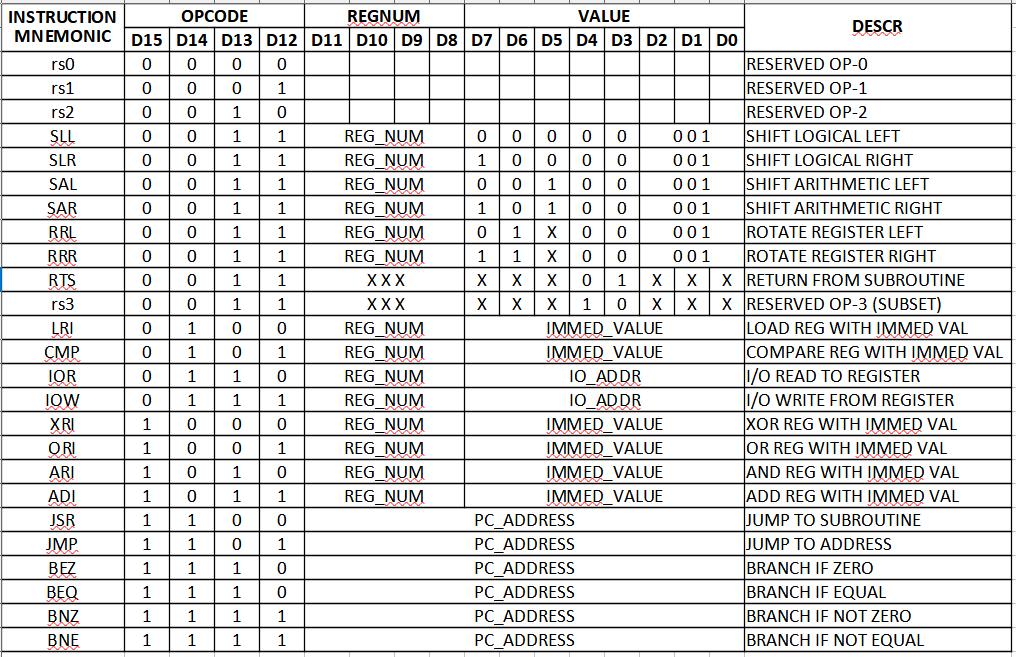 INSTRUCTION MNEMONIC OPCODE REGNUM VALUE DESCR
D15 D14 D13 D12 D11 D10 D9 D8 D7 D6 D5 D4 D3 D2 D1 D0
rs0 0 0 0 0 RESERVED OP-0
rs1 0 0 0 1 RESERVED OP-1
rs2 0 0 1 0 RESERVED OP-2
SLL 0 0 1 1 REG_NUM 0 0 0 0 0 0 0 1 SHIFT LOGICAL LEFT
SLR 0 0 1 1 REG_NUM 1 0 0 0 0 0 0 1 SHIFT LOGICAL RIGHT
SAL 0 0 1 1 REG_NUM 0 0 1 0 0 0 0 1 SHIFT ARITHMETIC LEFT
SAR 0 0 1 1 REG_NUM 1 0 1 0 0 0 0 1 SHIFT ARITHMETIC RIGHT
RRL 0 0 1 1 REG_NUM 0 1 X 0 0 0 0 1 ROTATE REGISTER LEFT
RRR 0 0 1 1 REG_NUM 1 1 X 0 0 0 0 1 ROTATE REGISTER RIGHT
RTS 0 0 1 1 X X X X X X 0 1 X X X RETURN FROM SUBROUTINE
rs3 0 0 1 1 X X X X X X 1 0 X X X RESERVED OP-3 (SUBSET)
LRI 0 1 0 0 REG_NUM IMMED_VALUE LOAD REG WITH IMMED VAL
CMP 0 1 0 1 REG_NUM IMMED_VALUE COMPARE REG WITH IMMED VAL
IOR 0 1 1 0 REG_NUM IO_ADDR I/O READ TO REGISTER
IOW 0 1 1 1 REG_NUM IO_ADDR I/O WRITE FROM REGISTER
XRI 1 0 0 0 REG_NUM IMMED_VALUE XOR REG WITH IMMED VAL
ORI 1 0 0 1 REG_NUM IMMED_VALUE OR REG WITH IMMED VAL
ARI 1 0 1 0 REG_NUM IMMED_VALUE AND REG WITH IMMED VAL
ADI 1 0 1 1 REG_NUM IMMED_VALUE ADD REG WITH IMMED VAL
JSR 1 1 0 0 PC_ADDRESS JUMP TO SUBROUTINE
JMP 1 1 0 1 PC_ADDRESS JUMP TO ADDRESS
BEZ 1 1 1 0 PC_ADDRESS BRANCH IF ZERO
BEQ 1 1 1 0 PC_ADDRESS BRANCH IF EQUAL
BNZ 1 1 1 1 PC_ADDRESS BRANCH IF NOT ZERO
BNE 1 1 1 1 PC_ADDRESS BRANCH IF NOT EQUAL